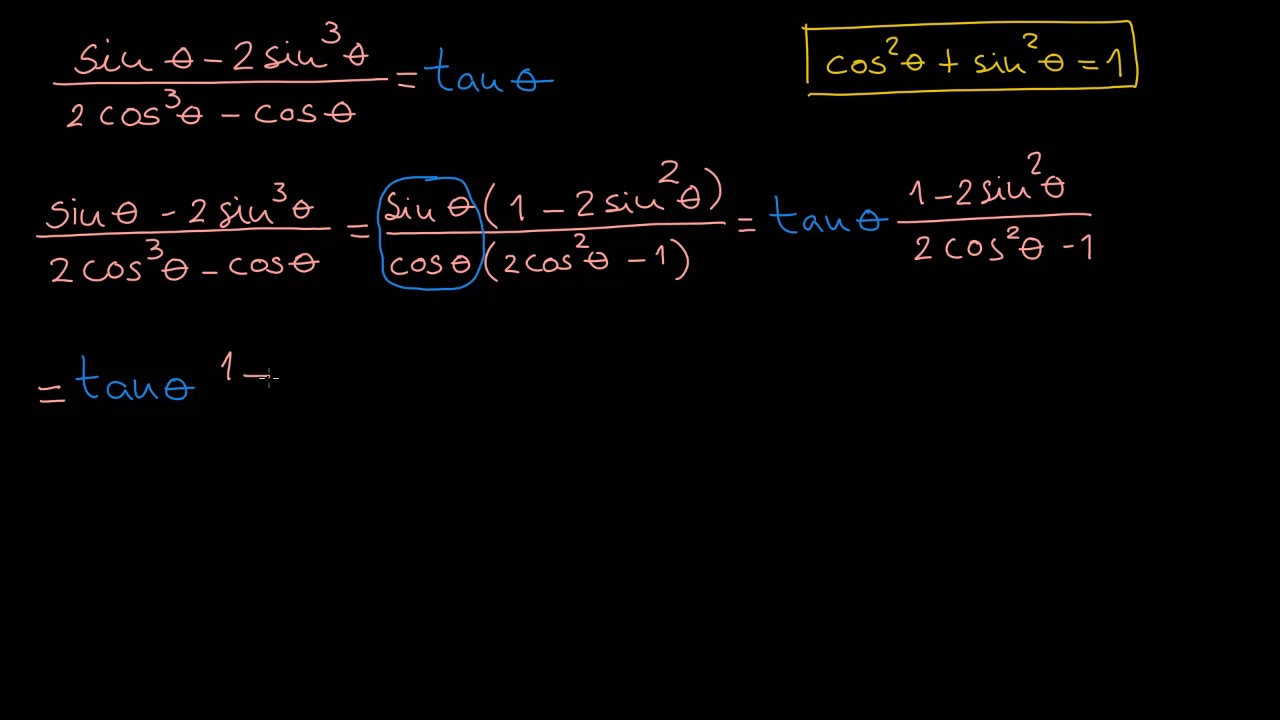 (sin θ − 2 sin³θ)/(2 cos³θ − cos θ) = tan θ
cos²θ + sin²θ = 1
(sin θ − 2 sin³θ)/(2 cos³θ − cos θ) = (sin θ (1 − 2 sin²θ))/(cos θ (2 cos²θ − 1)) = tan θ (1 − 2 sin²θ)/(2 cos²θ − 1)
= tan θ 1 −